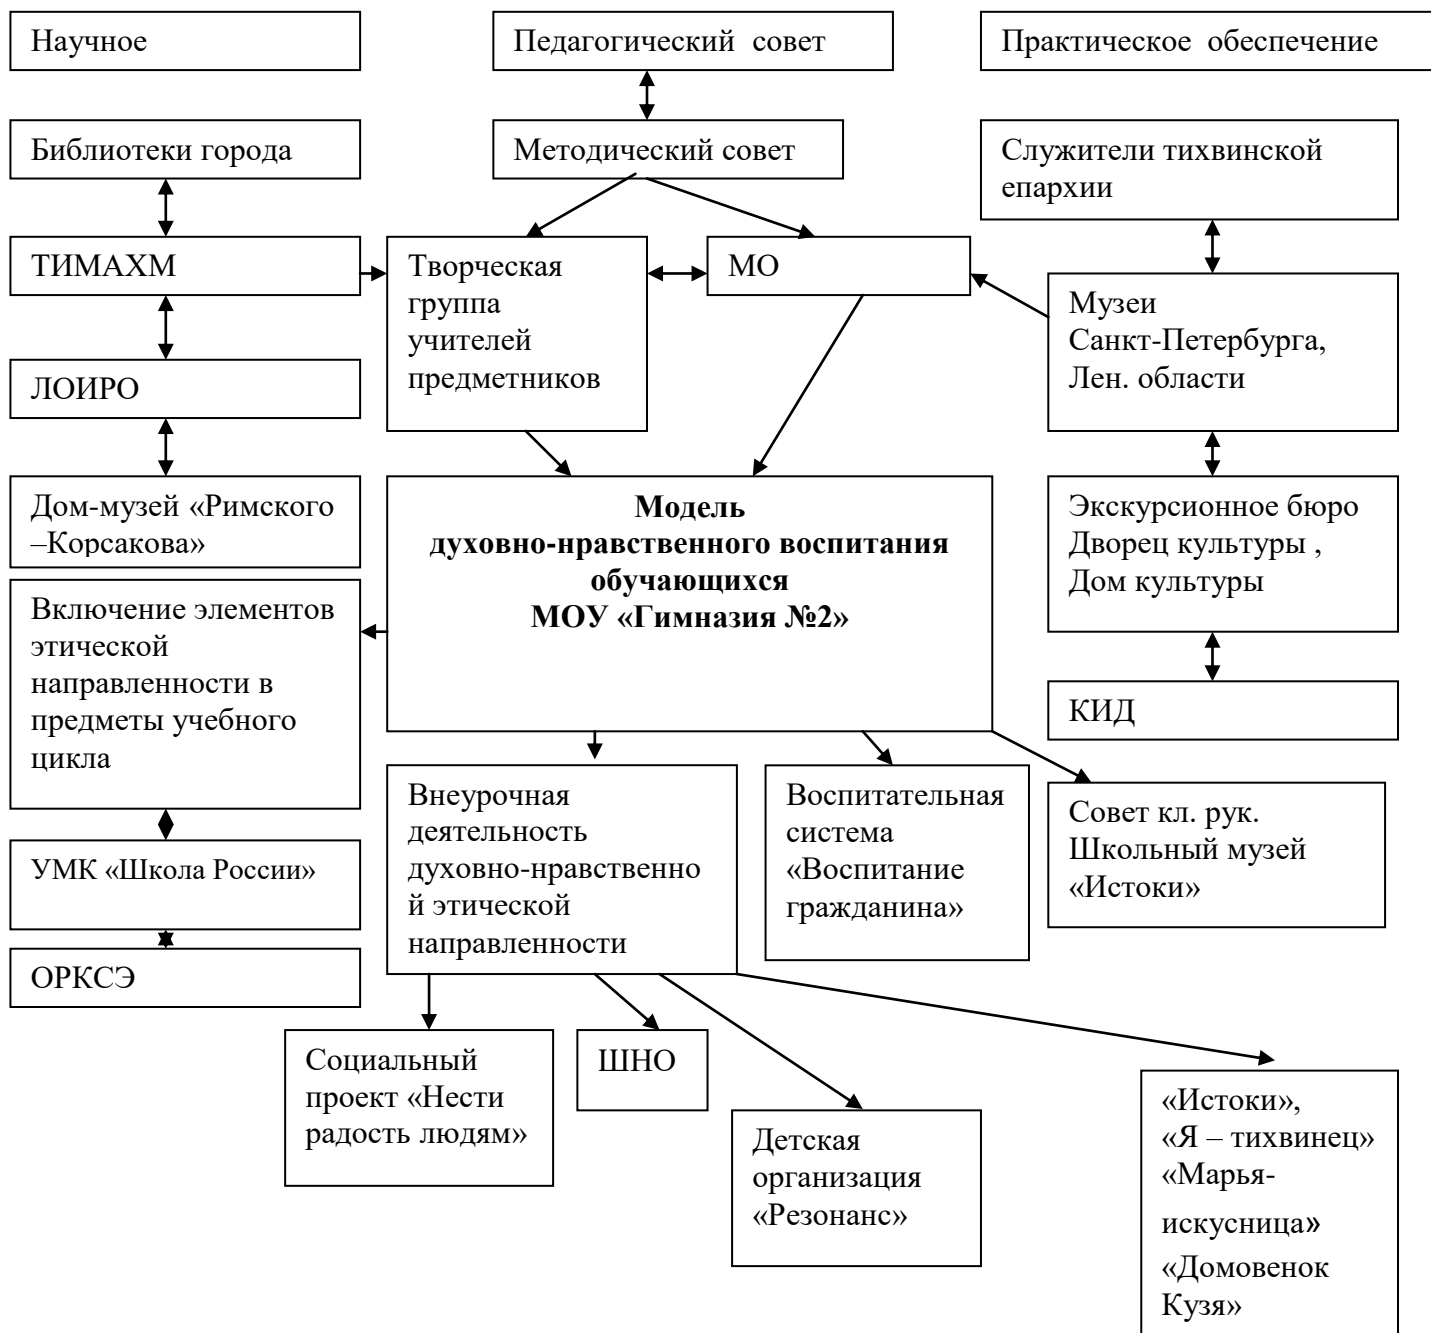 Научное
Педагогический совет
Практическое обеспечение
Библиотеки города
Методический совет
Служители тихвинской
епархии
ТИМАХМ
Творческая
группа
учителей
предметников
МО
Музеи
Санкт-Петербурга,
Лен. области
ЛОИРО
Дом-музей «Римского
–Корсакова»
Модель
духовно-нравственного воспитания
обучающихся
МОУ «Гимназия №2»
Экскурсионное бюро
Дворец культуры ,
Дом культуры
Включение элементов
этической
направленности в
предметы учебного
цикла
КИД
Внеурочная
деятельность
духовно-нравственно
й этической
направленности
Воспитательная
система
«Воспитание
гражданина»
Совет кл. рук.
Школьный музей
«Истоки»
УМК «Школа России»
ОРКСЭ
Социальный
проект «Нести
радость людям»
ШНО
Детская
организация
«Резонанс»
«Истоки»,
«Я – тихвинец»
«Марья-
искусница»
«Домовенок
Кузя»